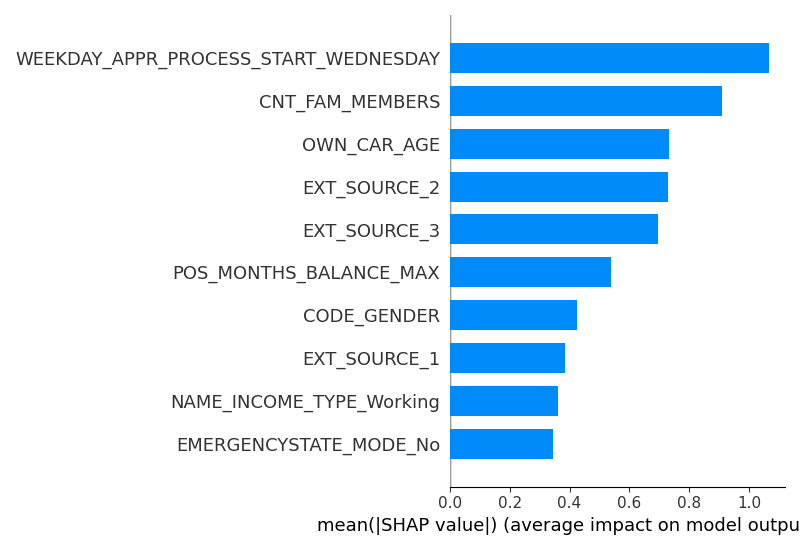 WEEKDAY_APPR_PROCESS_START_WEDNESDAY
CNT_FAM_MEMBERS
OWN_CAR_AGE
EXT_SOURCE_2
EXT_SOURCE_3
POS_MONTHS_BALANCE_MAX
CODE_GENDER
EXT_SOURCE_1
NAME_INCOME_TYPE_Working
EMERGENCYSTATE_MODE_No
0.0 0.2 0.4 0.6 0.8 1.0
mean(|SHAP value|) (average impact on model outpu